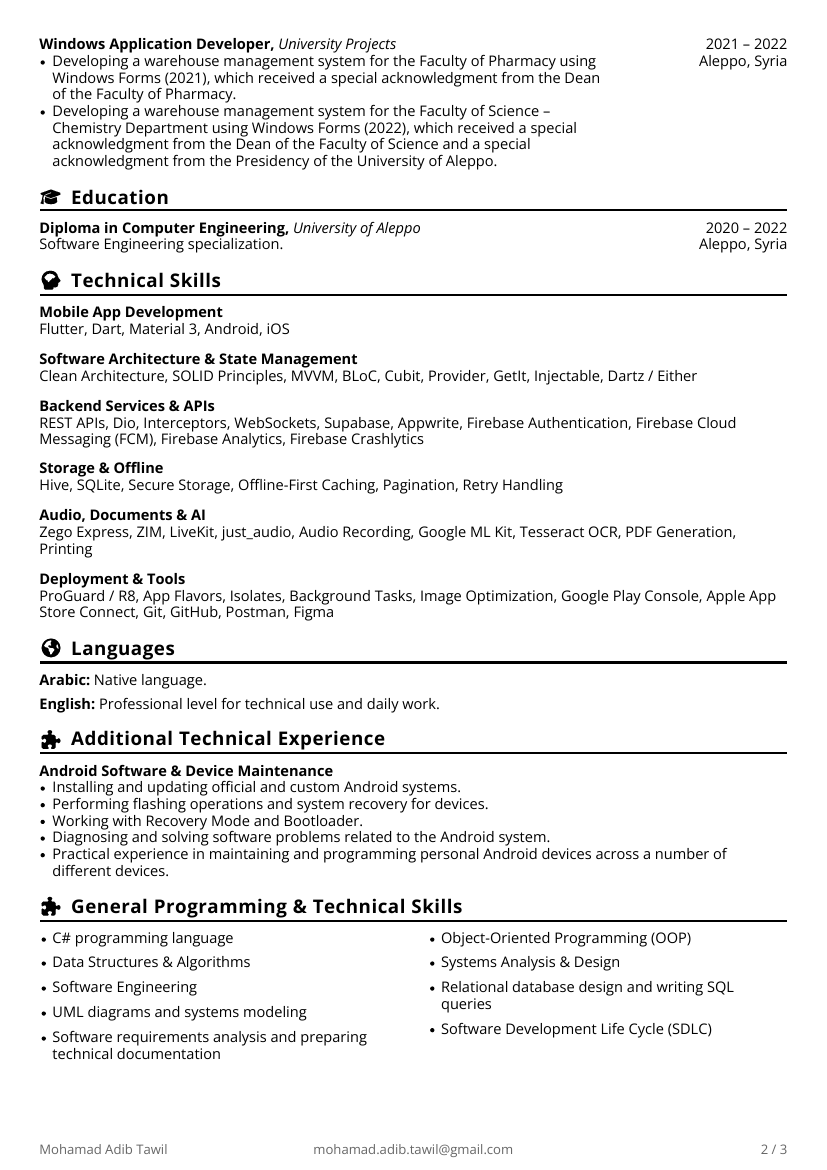 Windows Application Developer, University Projects 2021 – 2022
• Developing a warehouse management system for the Faculty of Pharmacy using Aleppo, Syria
Windows Forms (2021), which received a special acknowledgment from the Dean
of the Faculty of Pharmacy.
• Developing a warehouse management system for the Faculty of Science –
Chemistry Department using Windows Forms (2022), which received a special
acknowledgment from the Dean of the Faculty of Science and a special
acknowledgment from the Presidency of the University of Aleppo.
Education
Diploma in Computer Engineering, University of Aleppo 2020 – 2022
Software Engineering specialization. Aleppo, Syria
Technical Skills
Mobile App Development
Flutter, Dart, Material 3, Android, iOS
Software Architecture & State Management
Clean Architecture, SOLID Principles, MVVM, BLoC, Cubit, Provider, GetIt, Injectable, Dartz / Either
Backend Services & APIs
REST APIs, Dio, Interceptors, WebSockets, Supabase, Appwrite, Firebase Authentication, Firebase Cloud
Messaging (FCM), Firebase Analytics, Firebase Crashlytics
Storage & Offline
Hive, SQLite, Secure Storage, Offline-First Caching, Pagination, Retry Handling
Audio, Documents & AI
Zego Express, ZIM, LiveKit, just_audio, Audio Recording, Google ML Kit, Tesseract OCR, PDF Generation,
Printing
Deployment & Tools
ProGuard / R8, App Flavors, Isolates, Background Tasks, Image Optimization, Google Play Console, Apple App
Store Connect, Git, GitHub, Postman, Figma
Languages
Arabic: Native language.
English: Professional level for technical use and daily work.
Additional Technical Experience
Android Software & Device Maintenance
• Installing and updating official and custom Android systems.
• Performing flashing operations and system recovery for devices.
• Working with Recovery Mode and Bootloader.
• Diagnosing and solving software problems related to the Android system.
• Practical experience in maintaining and programming personal Android devices across a number of
different devices.
General Programming & Technical Skills
• C# programming language
• Data Structures & Algorithms
• Software Engineering
• UML diagrams and systems modeling
• Software requirements analysis and preparing
technical documentation
• Object-Oriented Programming (OOP)
• Systems Analysis & Design
• Relational database design and writing SQL
queries
• Software Development Life Cycle (SDLC)
Mohamad Adib Tawil mohamad.adib.tawil@gmail.com 2 / 3